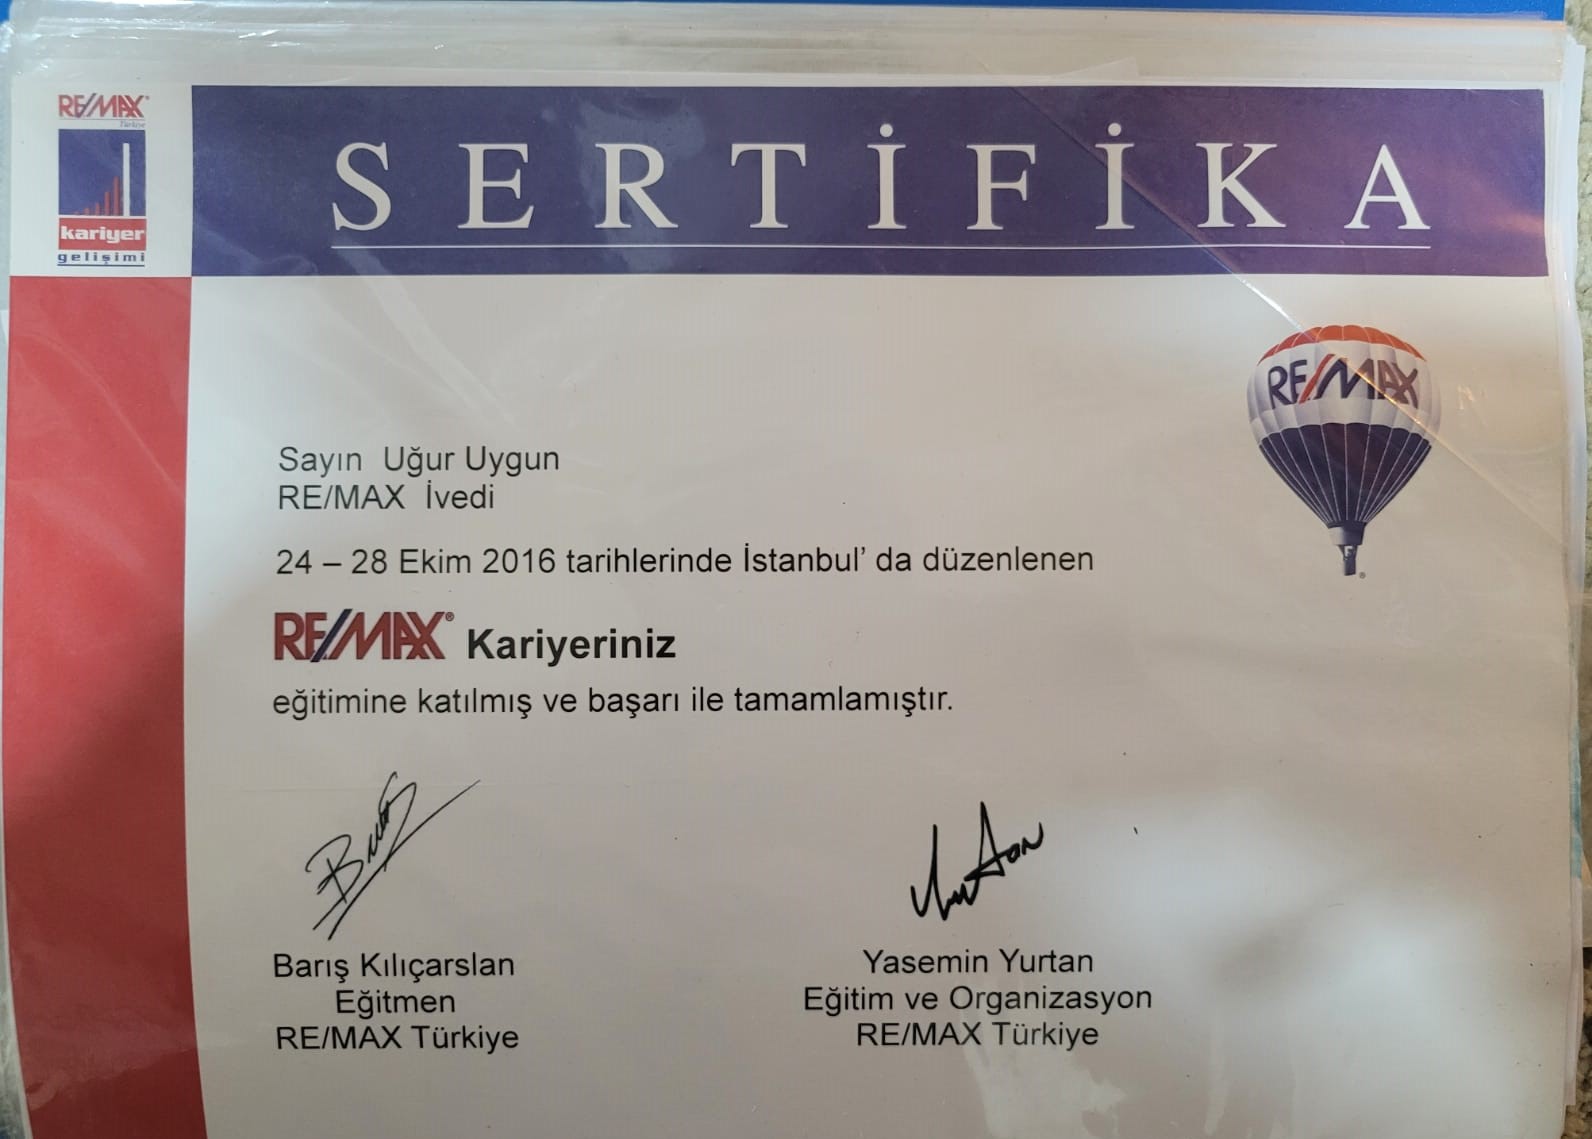 RE/MAX
Türkiye
kariyer
gelişimi
SERTİFİKA
RE/MAX
Sayın Uğur Uygun
RE/MAX İvedi
24 – 28 Ekim 2016 tarihlerinde İstanbul' da düzenlenen
RE/MAX® Kariyeriniz
eğitimine katılmış ve başarı ile tamamlamıştır.
Barış Kılıçarslan
Eğitmen
RE/MAX Türkiye
Yasemin Yurtan
Eğitim ve Organizasyon
RE/MAX Türkiye